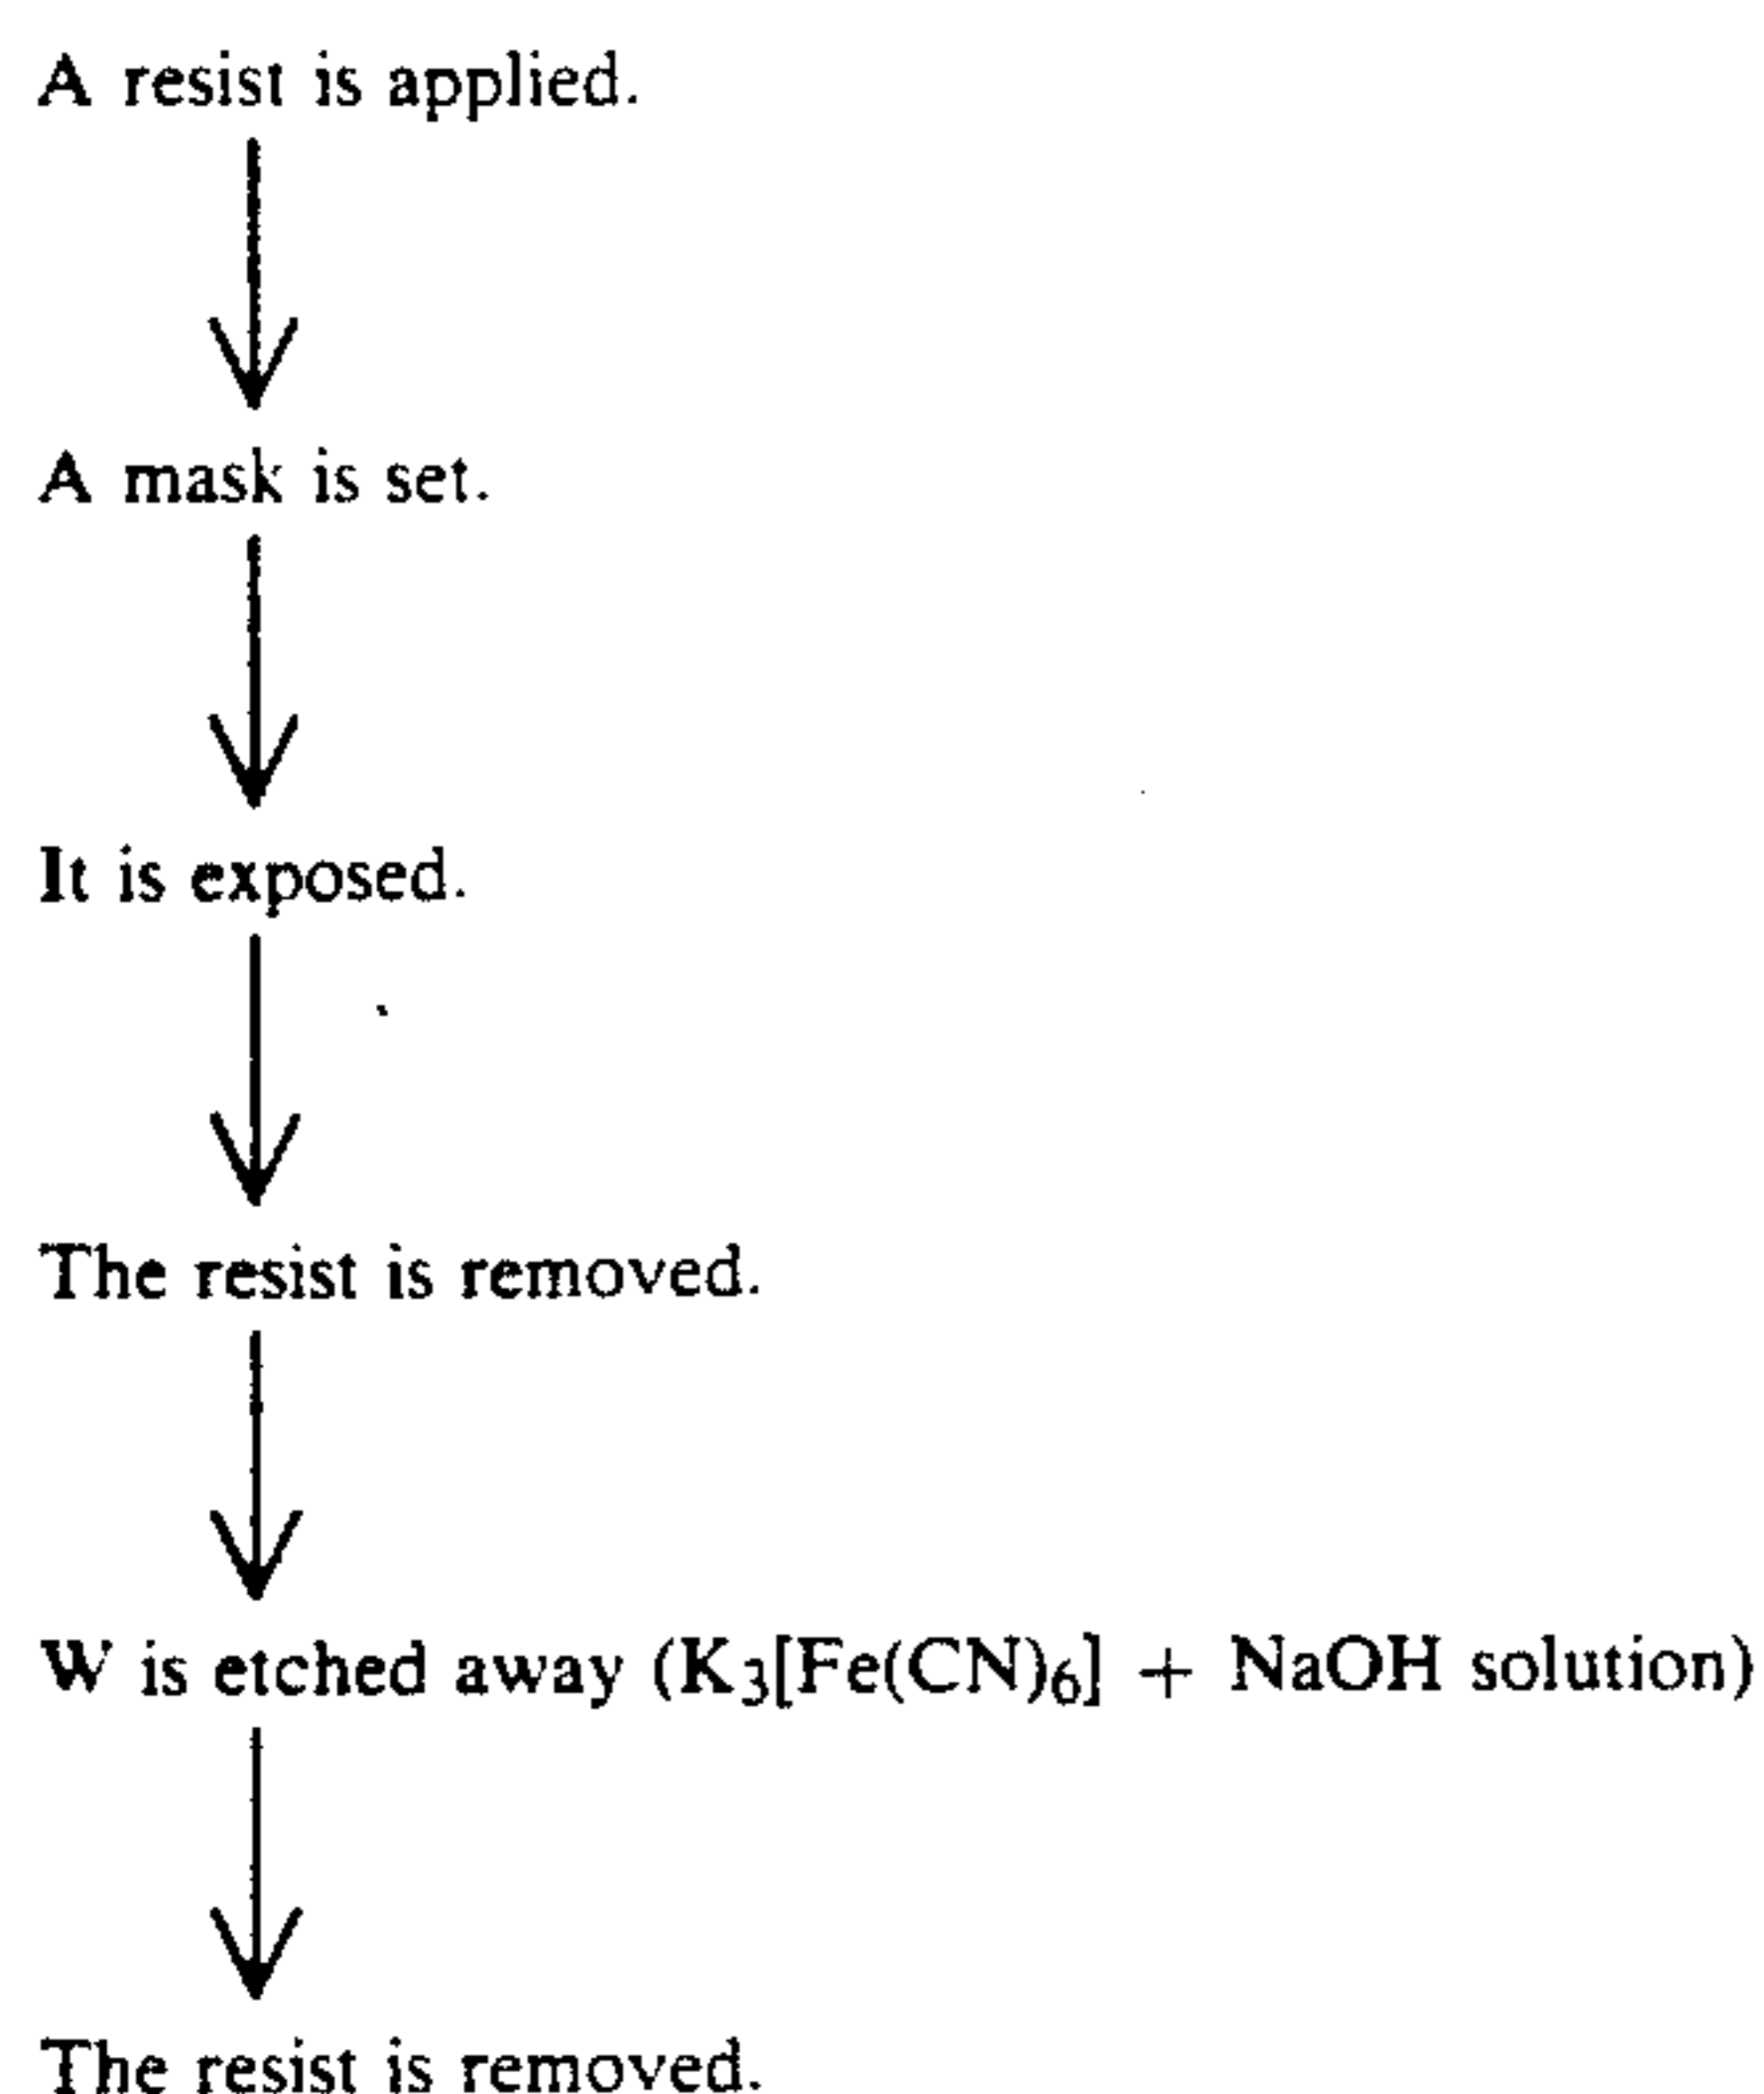 A resist is applied.
A mask is set.
It is exposed.
The resist is removed.
W is etched away (K₃[Fe(CN)₆] + NaOH solution)
The resist is removed.